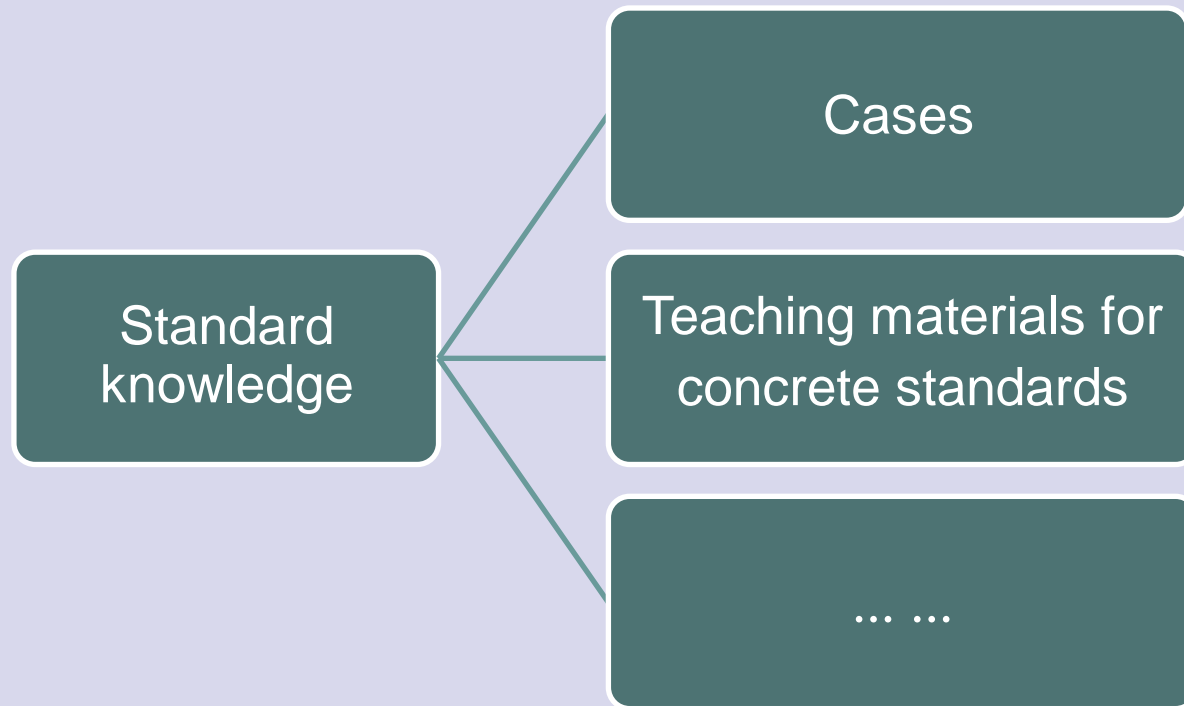 Standard
knowledge
Cases
Teaching materials for
concrete standards
... ...